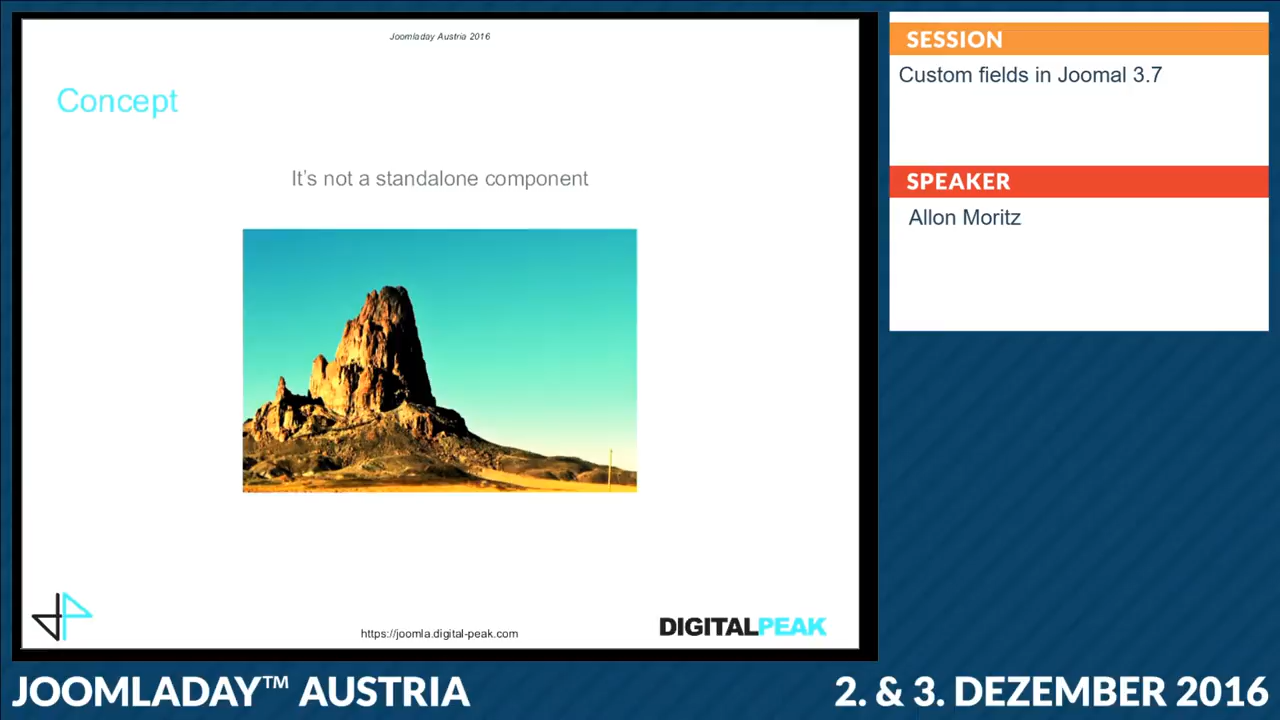 Joomladay Austria 2016
Concept
It's not a standalone component
https://joomla.digital-peak.com
DIGITALPEAK
SESSION
Custom fields in Joomal 3.7
SPEAKER
Allon Moritz
JOOMLADAY™ AUSTRIA
2. & 3. DEZEMBER 2016